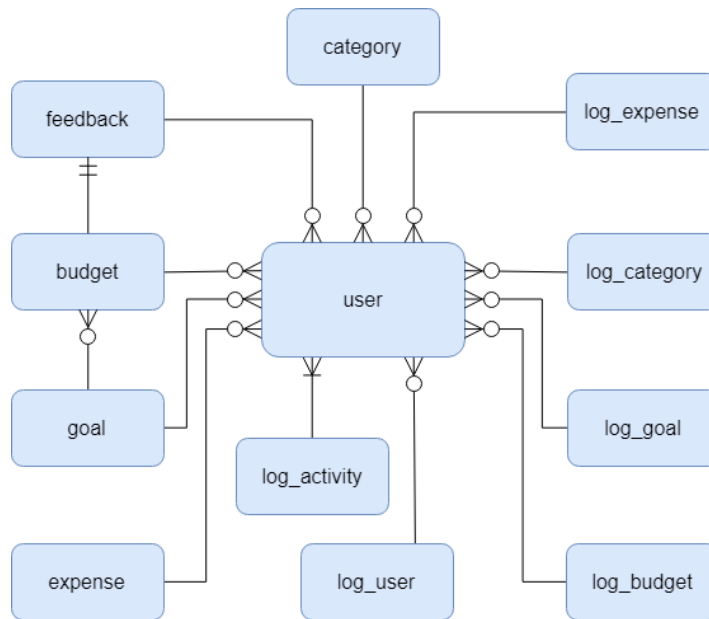 category
feedback
log_expense
budget
user
log_category
goal
log_goal
log_activity
expense
log_user
log_budget